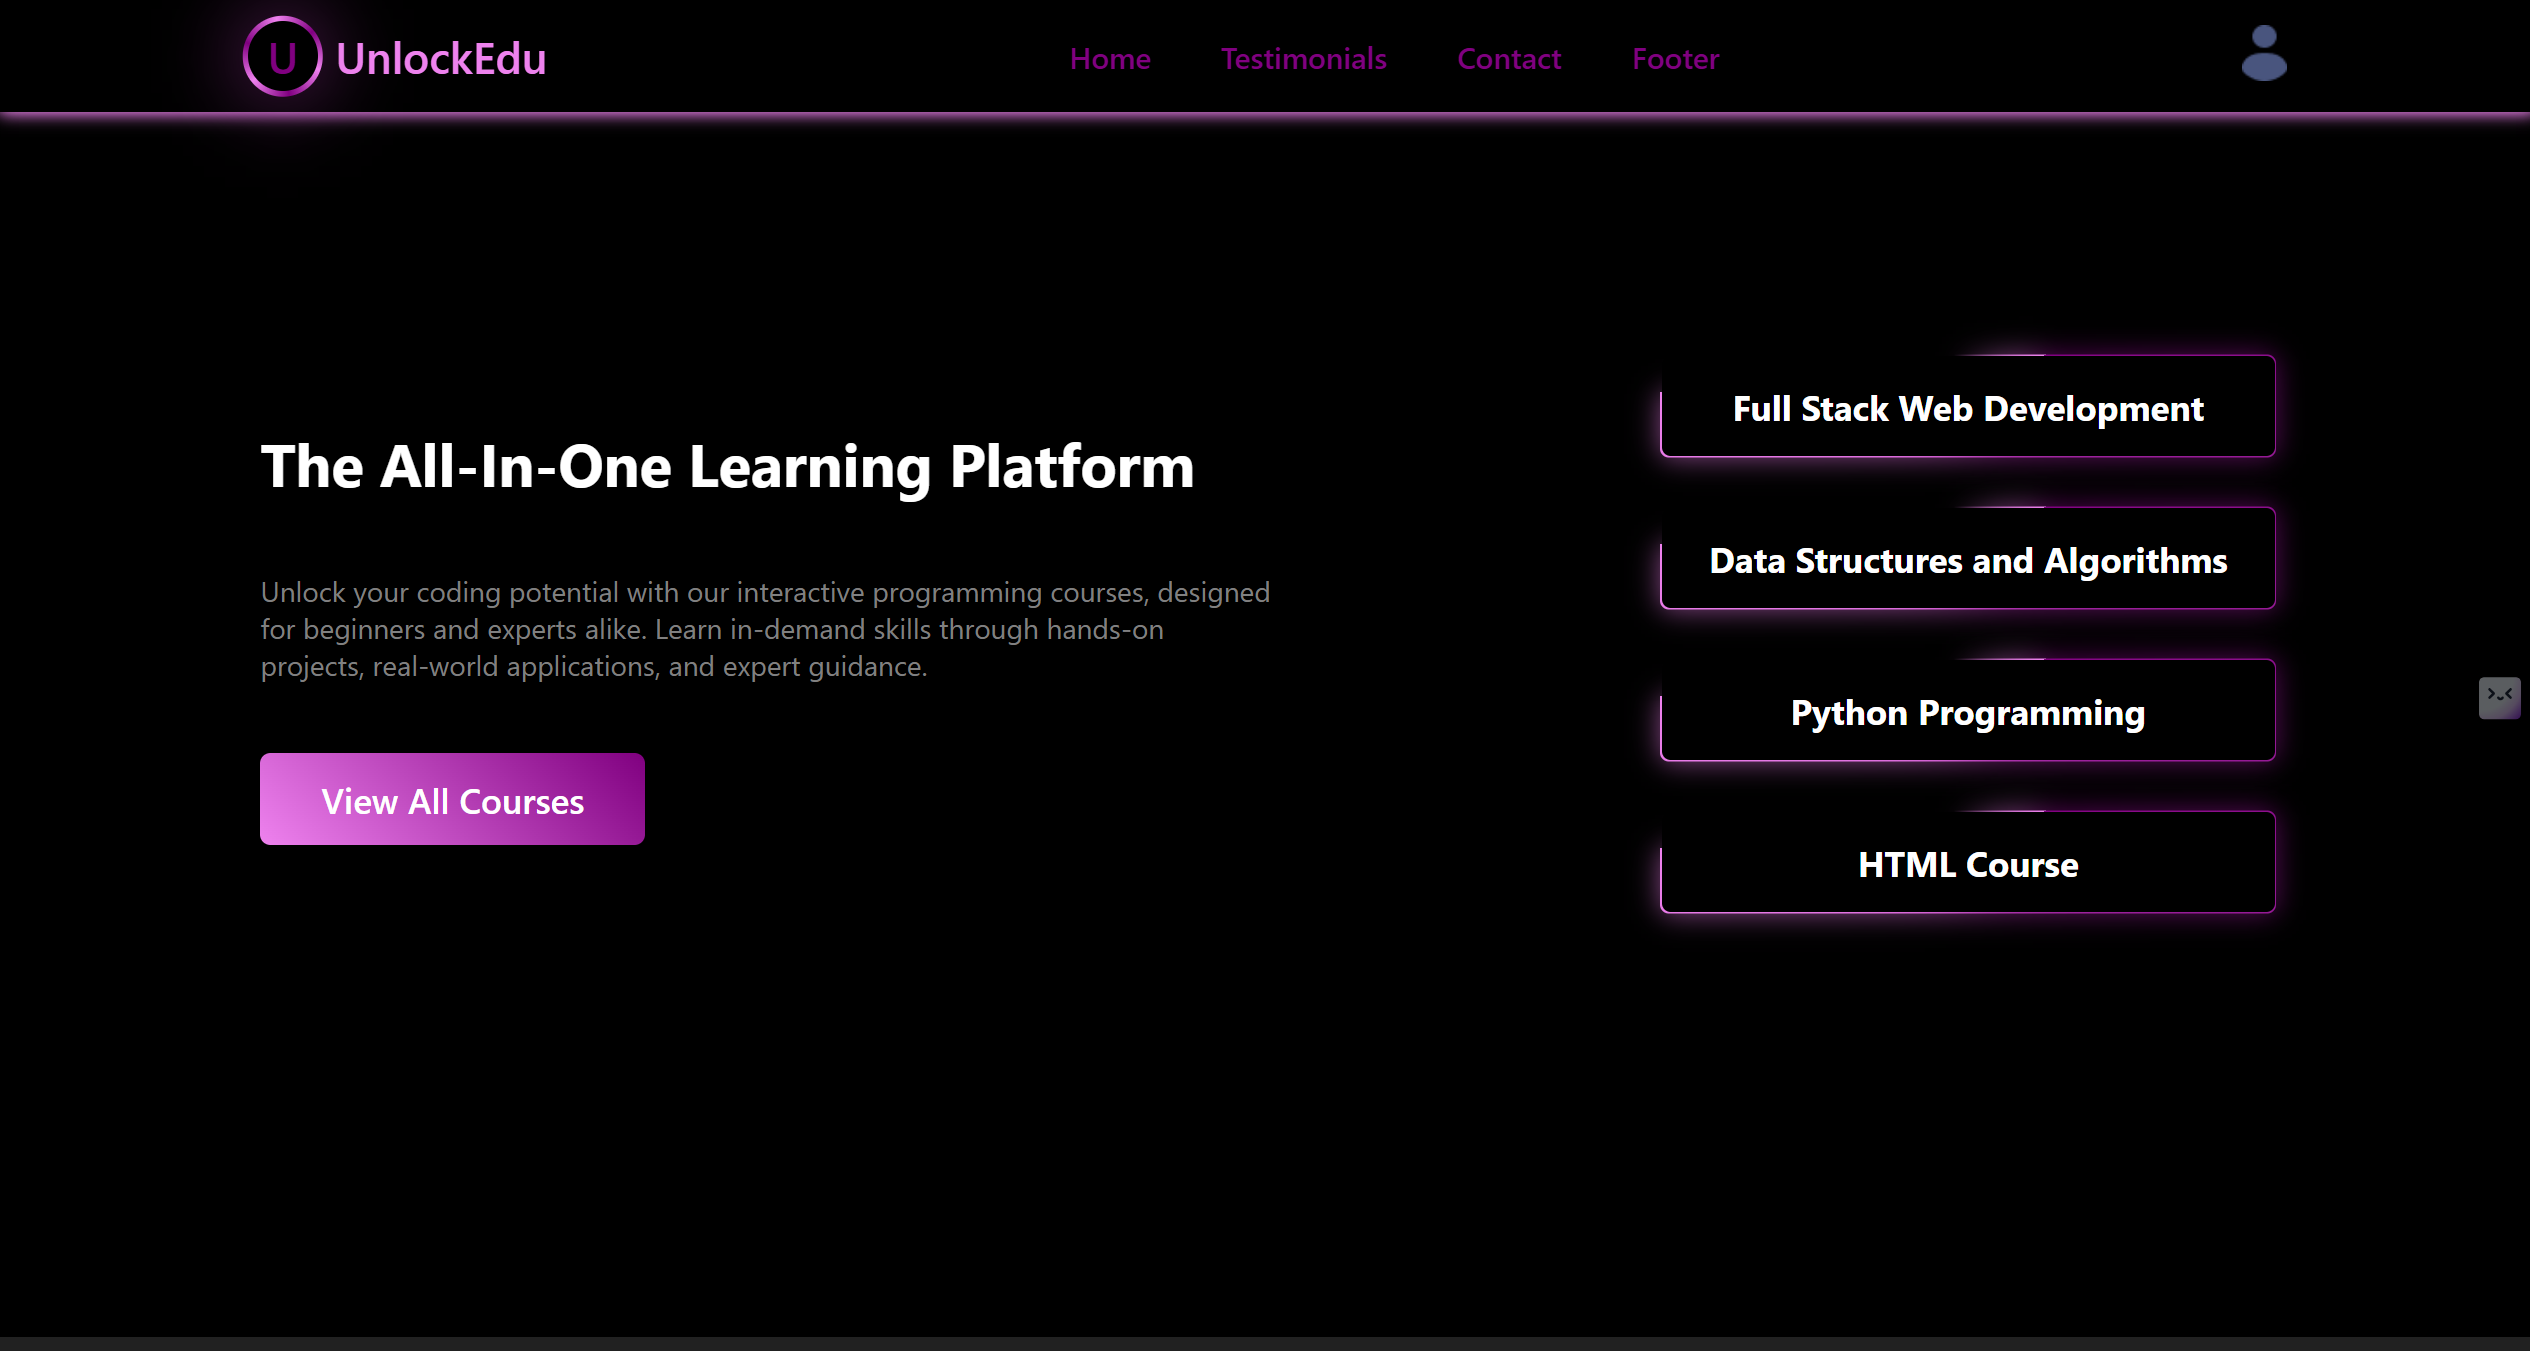 U UnlockEdu
Home Testimonials Contact Footer
The All-In-One Learning Platform
Unlock your coding potential with our interactive programming courses, designed
for beginners and experts alike. Learn in-demand skills through hands-on
projects, real-world applications, and expert guidance.
View All Courses
Full Stack Web Development
Data Structures and Algorithms
Python Programming
HTML Course